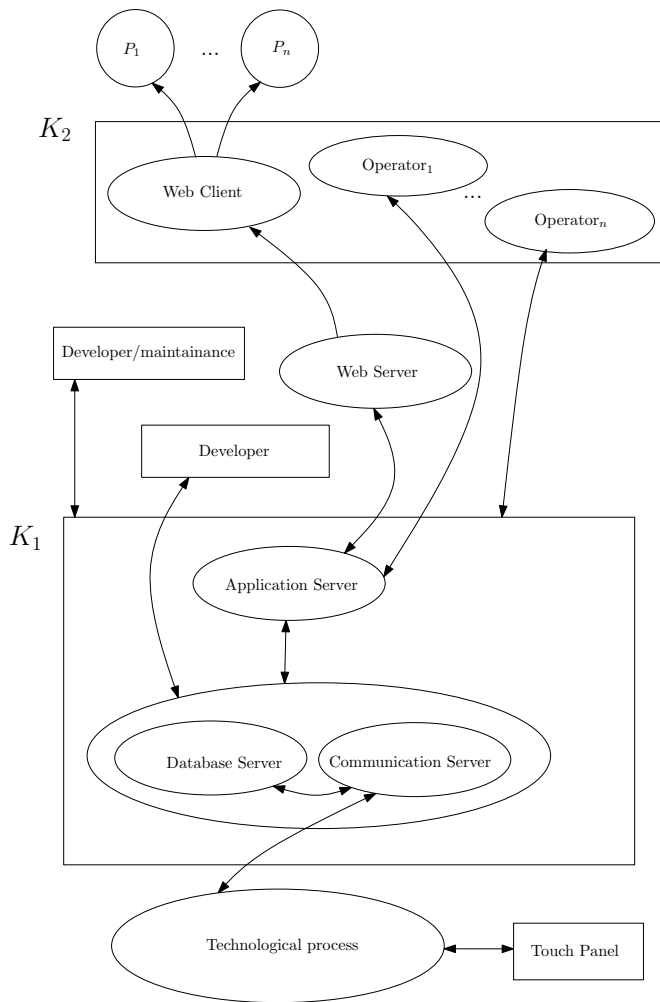 P₁ ... Pₙ
K₂
Operator₁
Web Client
...
Operatorₙ
Developer/maintainance
Web Server
Developer
K₁
Application Server
Database Server
Communication Server
Technological process
Touch Panel